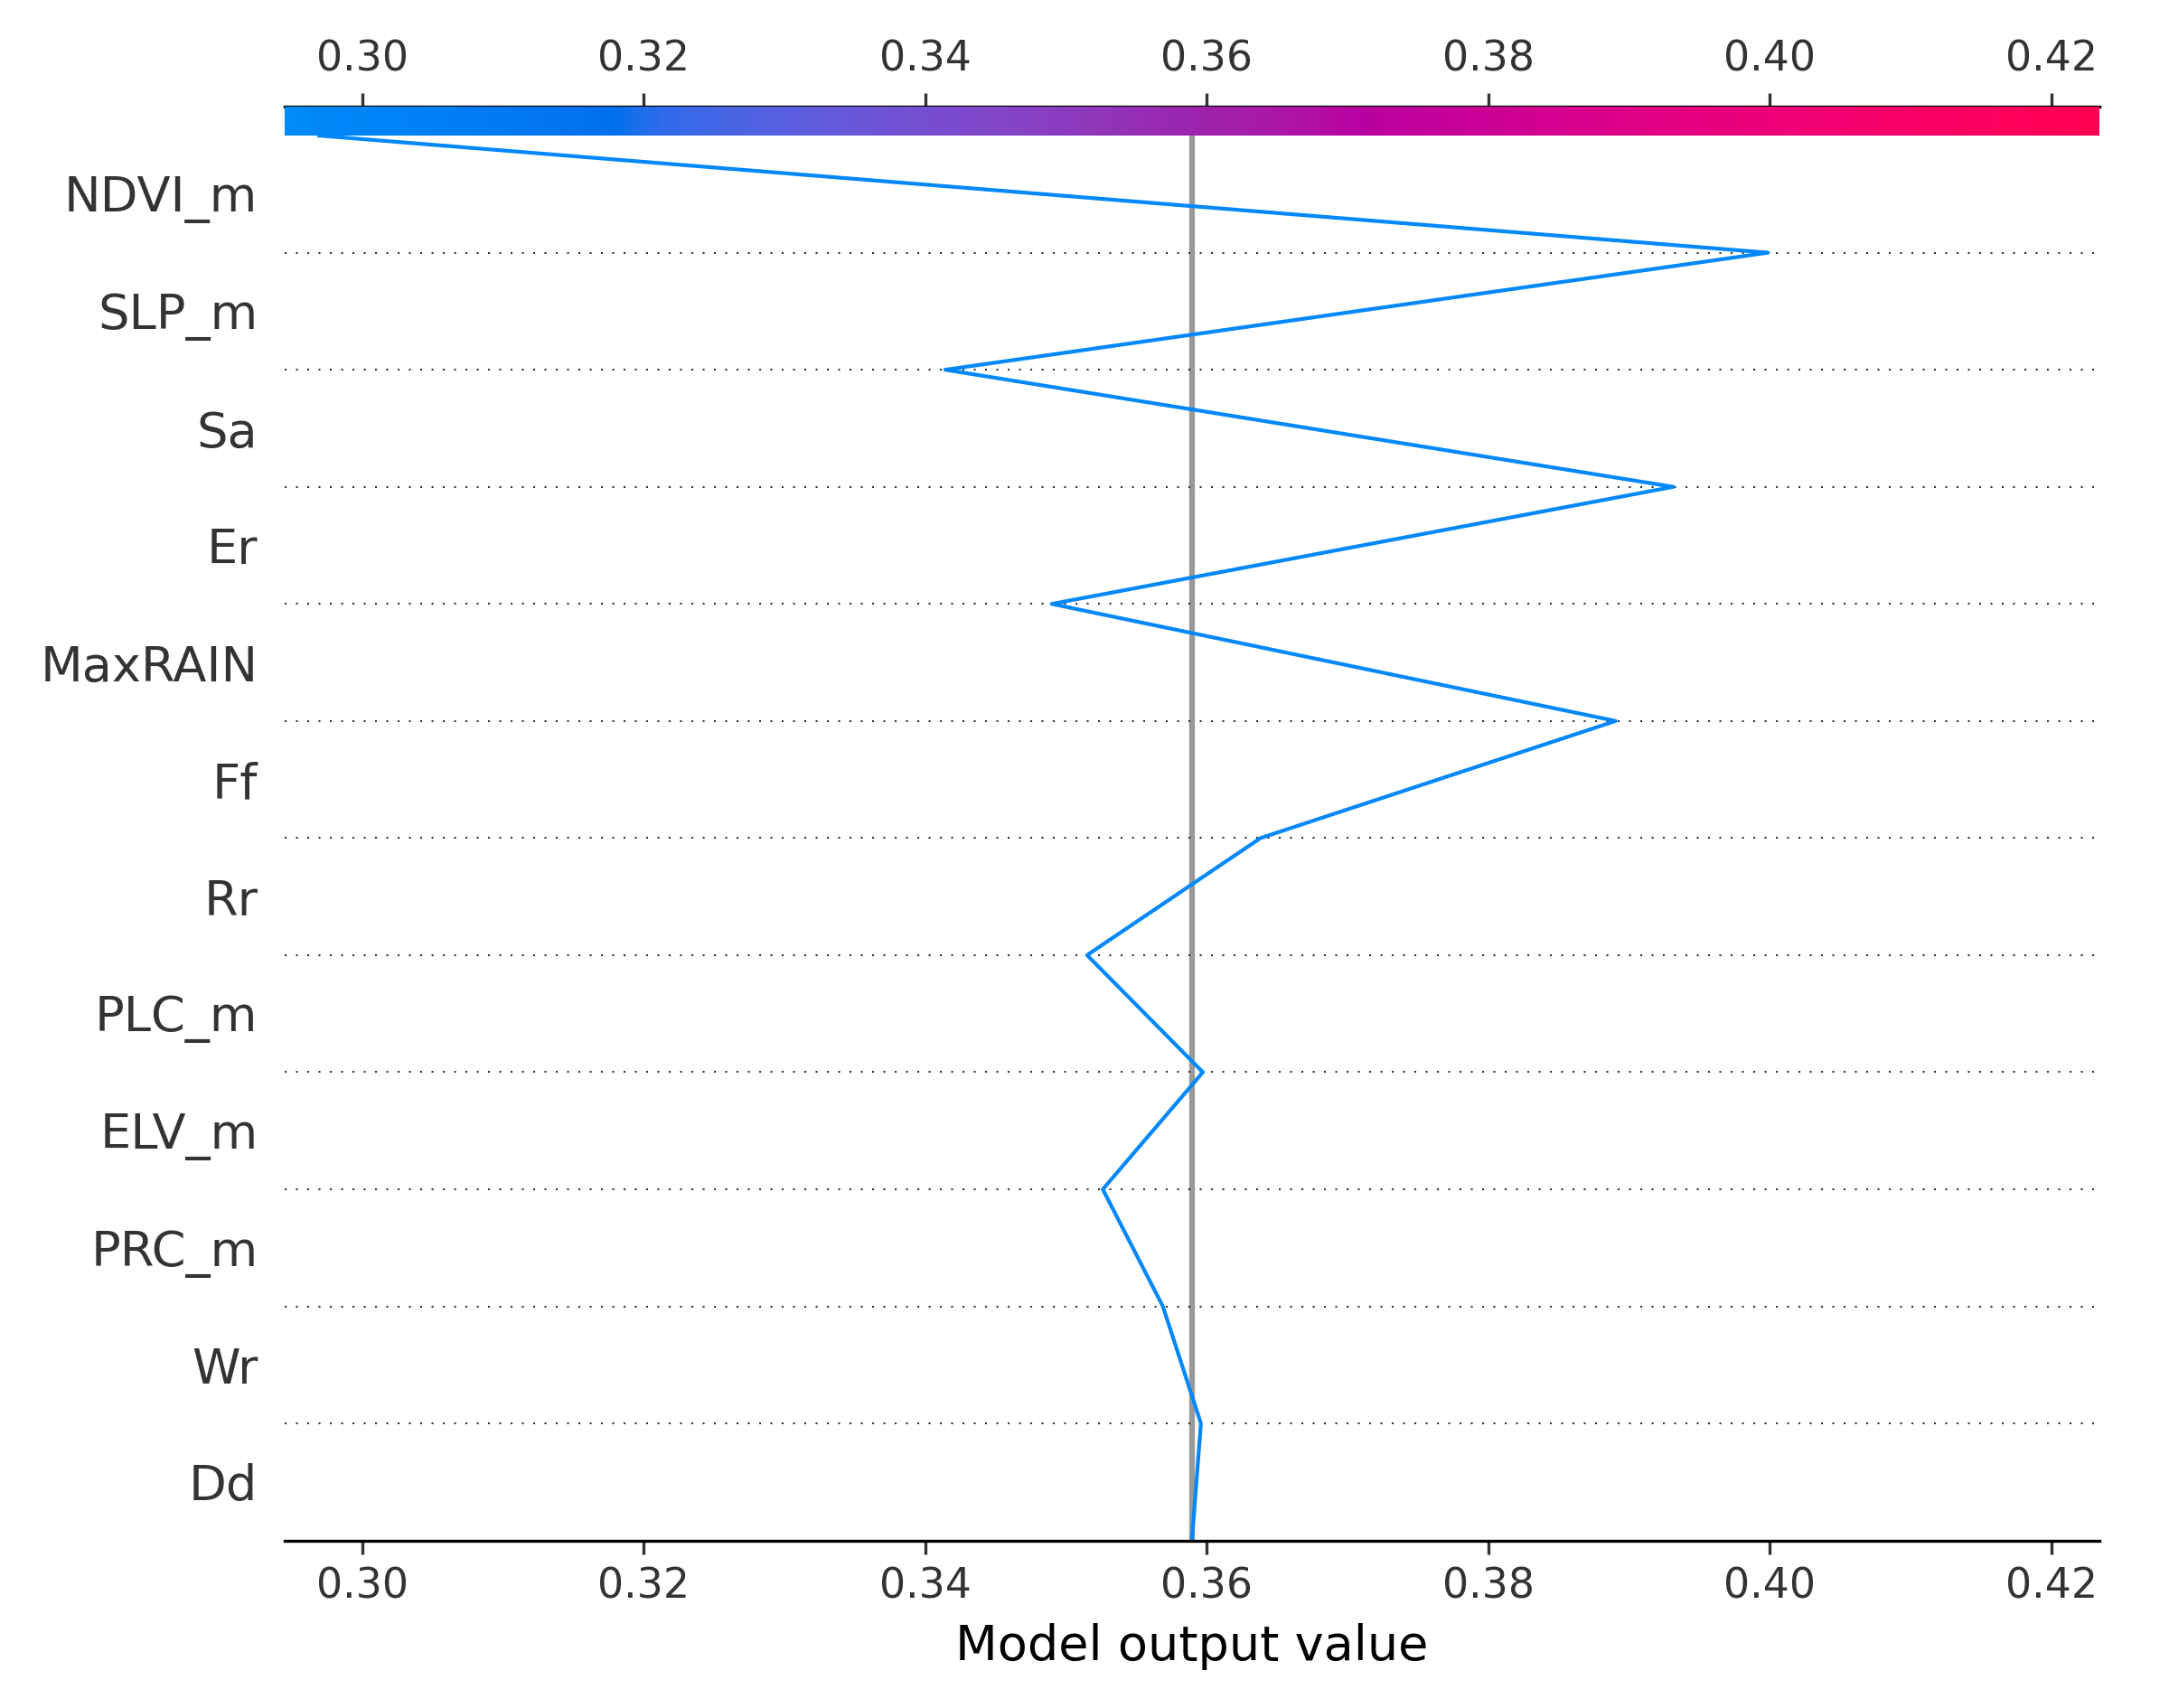 0.30 0.32 0.34 0.36 0.38 0.40 0.42
NDVI_m
SLP_m
Sa
Er
MaxRAIN
Ff
Rr
PLC_m
ELV_m
PRC_m
Wr
Dd
0.30 0.32 0.34 0.36 0.38 0.40 0.42
Model output value